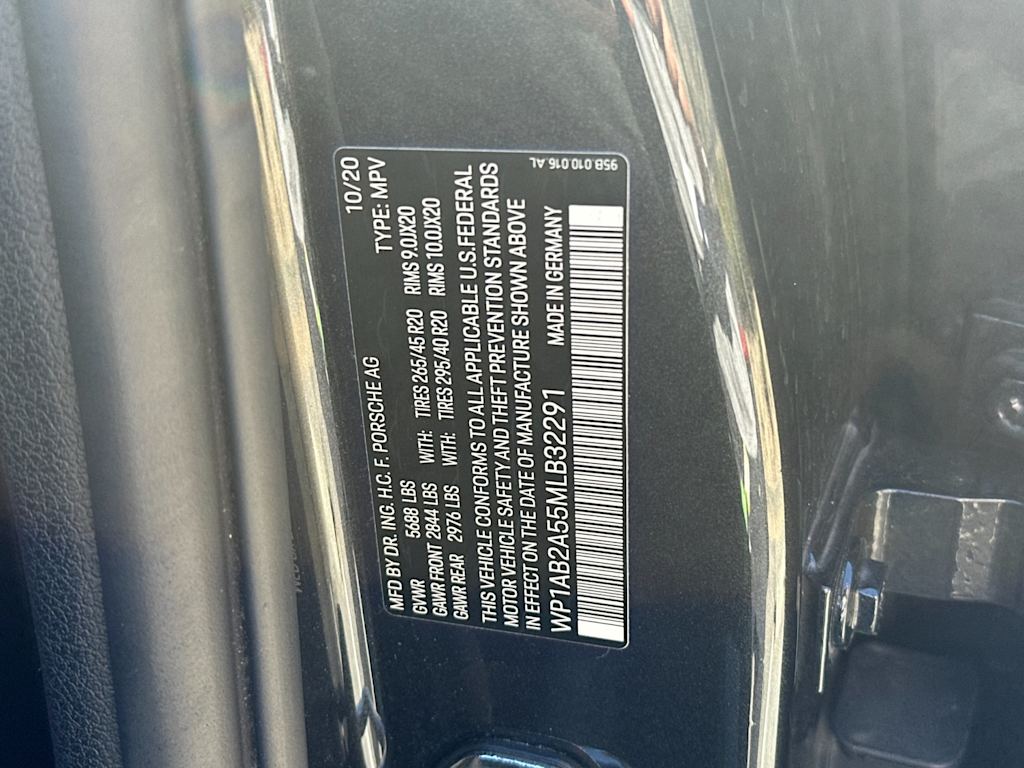 MFD BY DR. ING. H.C. F. PORSCHE AG 10/20
GVWR 5688 LBS TYPE: MPV
GAWR FRONT 2844 LBS WITH: TIRES 265/45 R20 RIMS 9.0JX20
GAWR REAR 2976 LBS WITH: TIRES 295/40 R20 RIMS 10.0JX20
THIS VEHICLE CONFORMS TO ALL APPLICABLE U.S. FEDERAL
MOTOR VEHICLE SAFETY AND THEFT PREVENTION STANDARDS
IN EFFECT ON THE DATE OF MANUFACTURE SHOWN ABOVE
WP1AB2A55MLB32291 MADE IN GERMANY
95B.010.016.AL